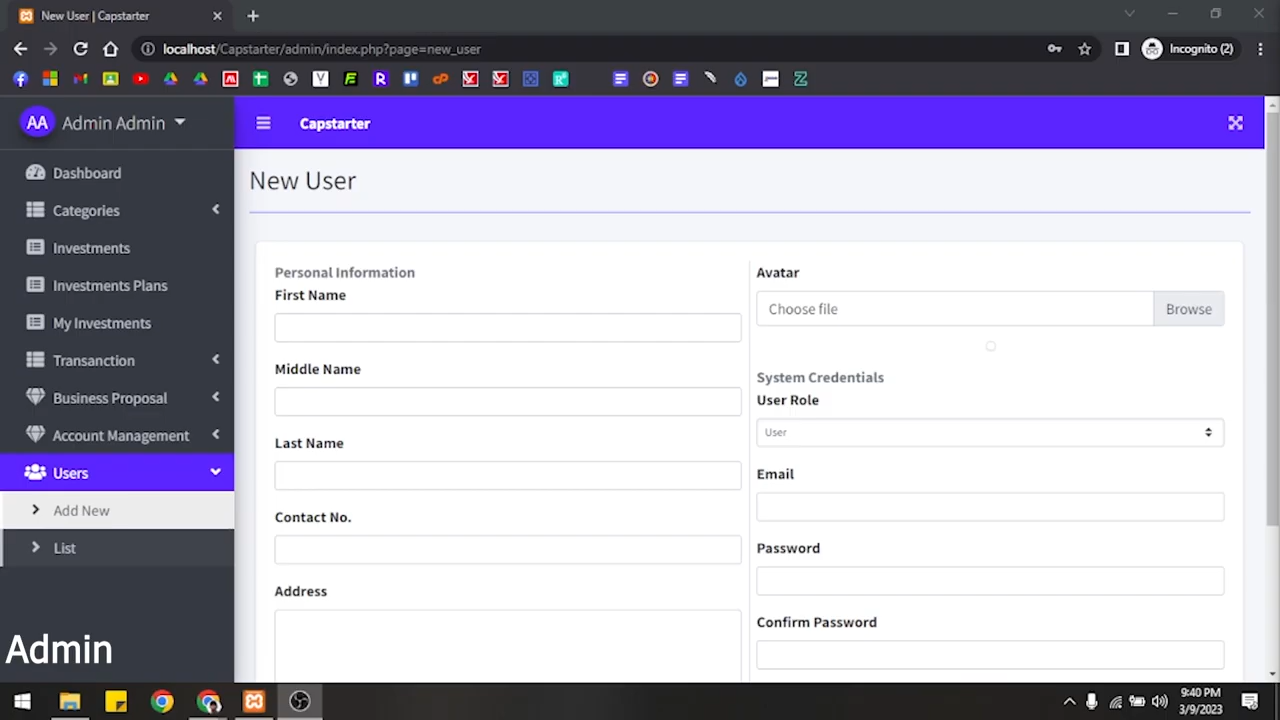 New User | Capstarter
localhost/Capstarter/admin/index.php?page=new_user
Incognito (2)
AA Admin Admin
Capstarter
Dashboard
Categories
Investments
Investments Plans
My Investments
Transanction
Business Proposal
Account Management
Users
Add New
List
Admin
New User
Personal Information
First Name
Middle Name
Last Name
Contact No.
Address
Avatar
Choose file
Browse
System Credentials
User Role
User
Email
Password
Confirm Password
9:40 PM
3/9/2023